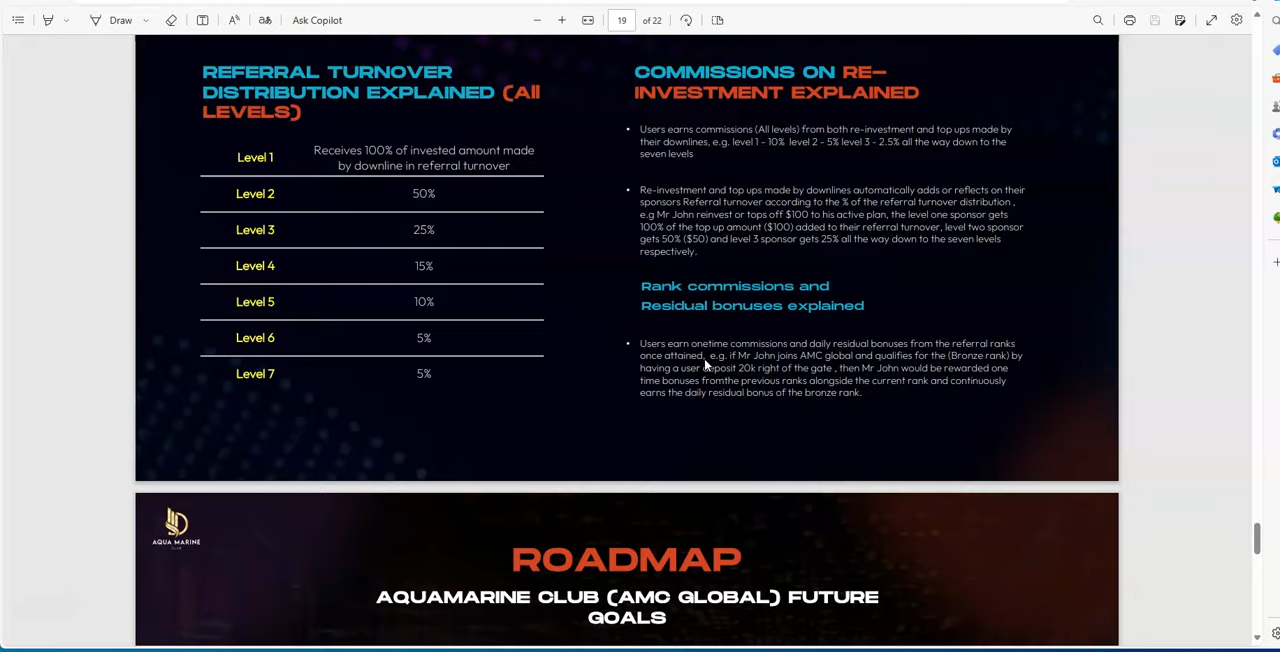 Draw
Ask Copilot
19 of 22
REFERRAL TURNOVER
DISTRIBUTION EXPLAINED (All
LEVELS)
Level 1 Receives 100% of invested amount made
by downline in referral turnover
Level 2 50%
Level 3 25%
Level 4 15%
Level 5 10%
Level 6 5%
Level 7 5%
COMMISSIONS ON RE-
INVESTMENT EXPLAINED
• Users earns commissions (All levels) from both re-investment and top ups made by
their downlines, e.g. level 1 - 10% level 2 - 5% level 3 - 2.5% all the way down to the
seven levels
• Re-investment and top ups made by downlines automatically adds or reflects on their
sponsors Referral turnover according to the % of the referral turnover distribution ,
e.g Mr John reinvest or tops off $100 to his active plan, the level one sponsor gets
100% of the top up amount ($100) added to their referral turnover, level two sponsor
gets 50% ($50) and level 3 sponsor gets 25% all the way down to the seven levels
respectively.
Rank commissions and
Residual bonuses explained
• Users earn onetime commissions and daily residual bonuses from the referral ranks
once attained, e.g. if Mr John joins AMC global and qualifies for the (Bronze rank) by
having a user deposit 20k right of the gate , then Mr John would be rewarded one
time bonuses fromthe previous ranks alongside the current rank and continuously
earns the daily residual bonus of the bronze rank.
AQUA MARINE
ROADMAP
AQUAMARINE CLUB (AMC GLOBAL) FUTURE
GOALS